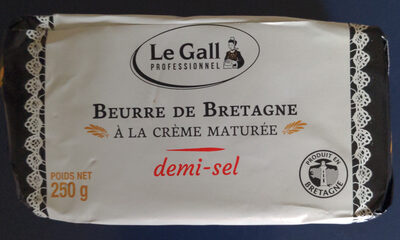 Le Gall
PROFESSIONNEL
BEURRE DE BRETAGNE
À LA CRÈME MATURÉE
demi-sel
POIDS NET
250 g
PRODUIT EN
BRETAGNE